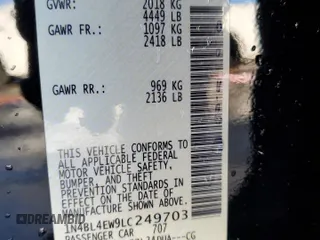 GVWR: 2018 KG
4449 LB
GAWR FR.: 1097 KG
2418 LB
GAWR RR.: 969 KG
2136 LB
THIS VEHICLE CONFORMS TO
ALL APPLICABLE FEDERAL
MOTOR VEHICLE SAFETY,
BUMPER, AND THEFT
PREVENTION STANDARDS IN
EFFECT ON THE DATE OF
MANUFACTURE SHOWN ABOVE.
1N4BL4EW9LC249703
PASSENGER CAR 707
DREAMBID